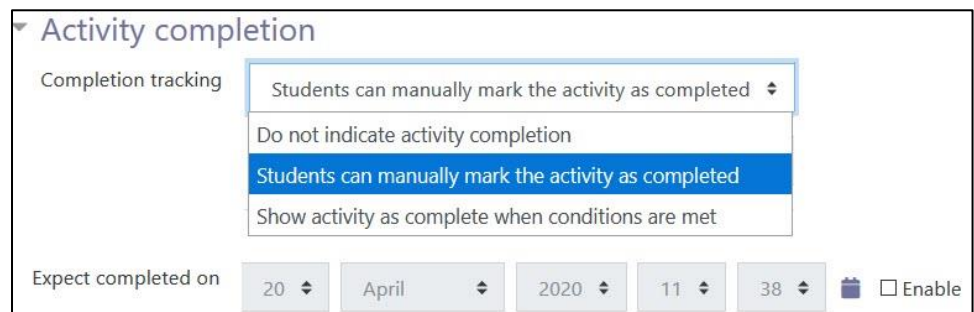 Activity completion
Completion tracking Students can manually mark the activity as completed
Do not indicate activity completion
Students can manually mark the activity as completed
Show activity as complete when conditions are met
Expect completed on 20 April 2020 11 38 Enable